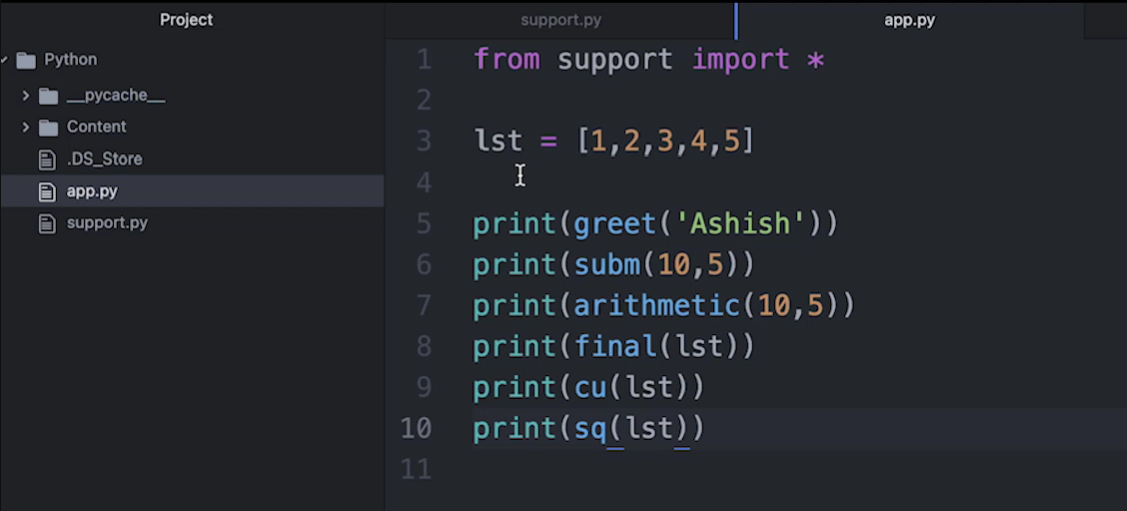 Project
Python
__pycache__
Content
.DS_Store
app.py
support.py
support.py
app.py
1 from support import *
2
3 lst = [1,2,3,4,5]
4
5 print(greet('Ashish'))
6 print(subm(10,5))
7 print(arithmetic(10,5))
8 print(final(lst))
9 print(cu(lst))
10 print(sq(lst))
11